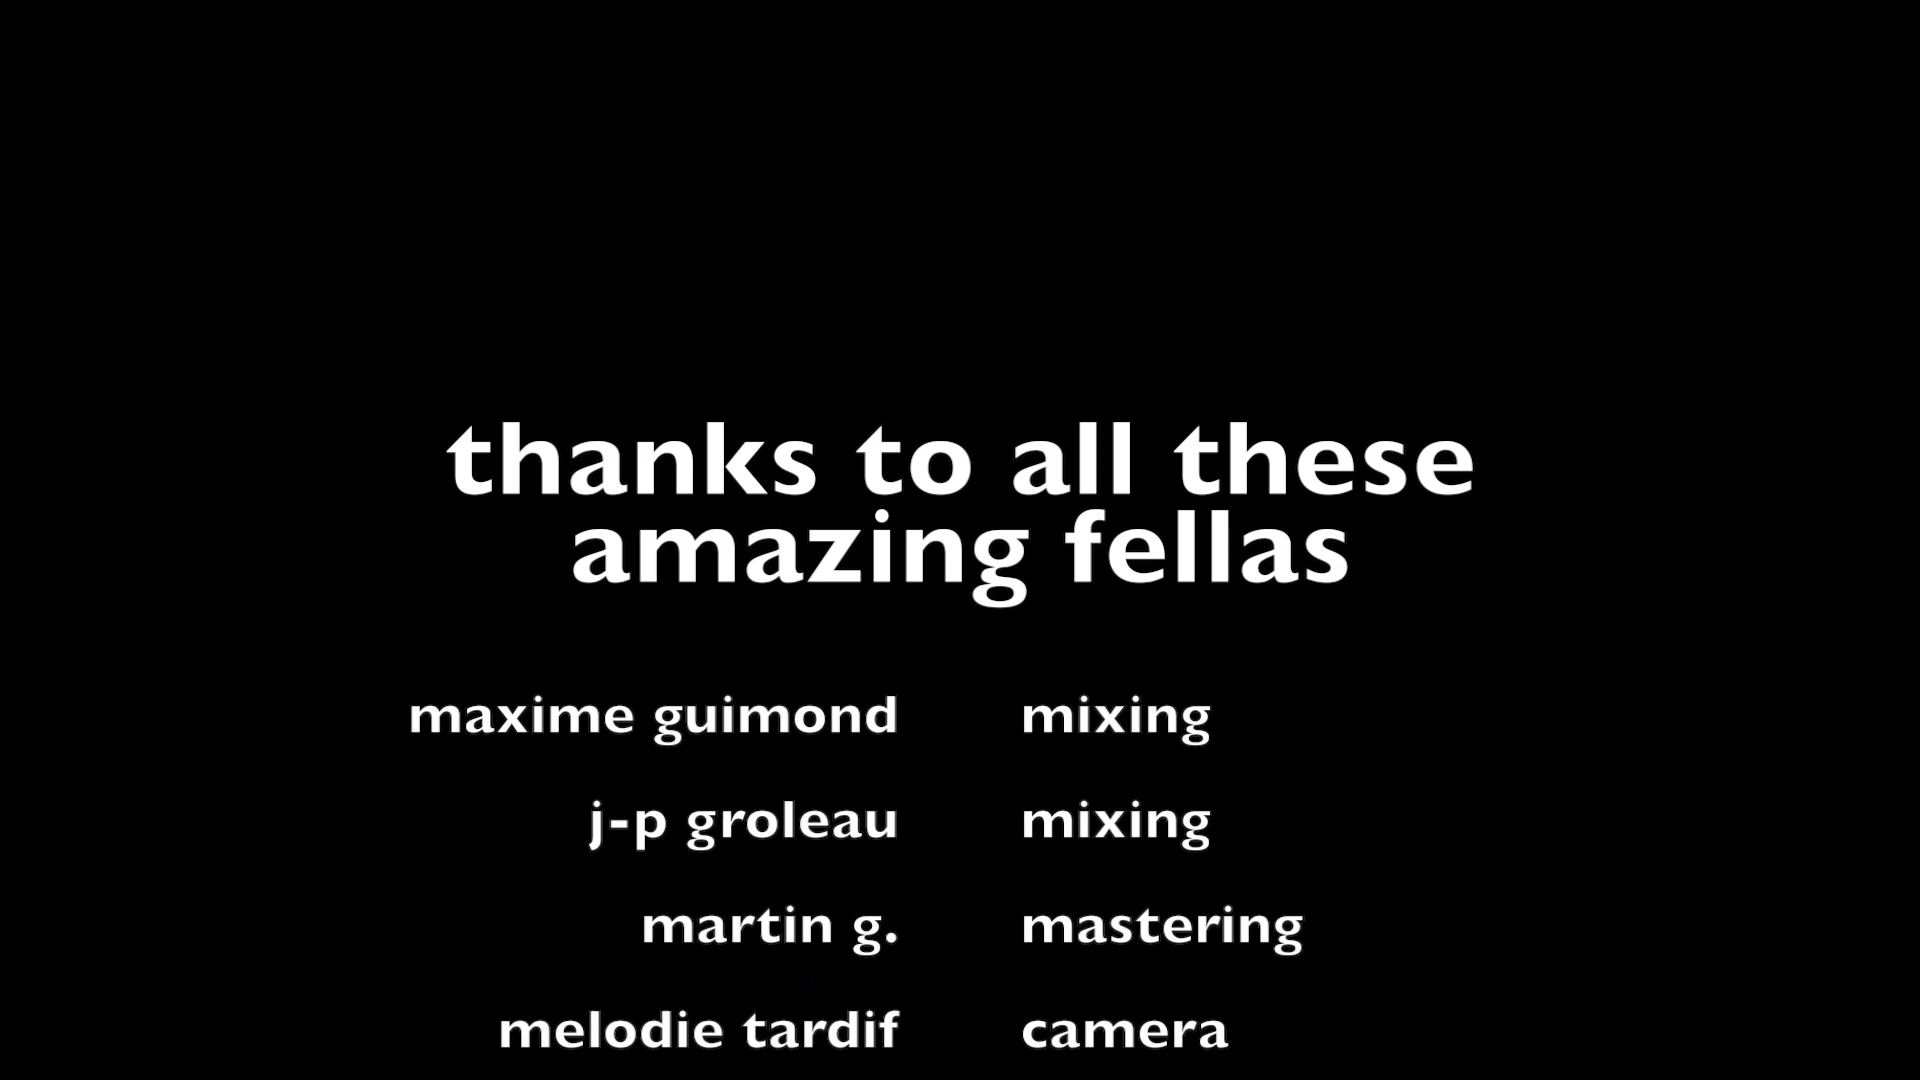 thanks to all these
amazing fellas
maxime guimond mixing
j-p groleau mixing
martin g. mastering
melodie tardif camera